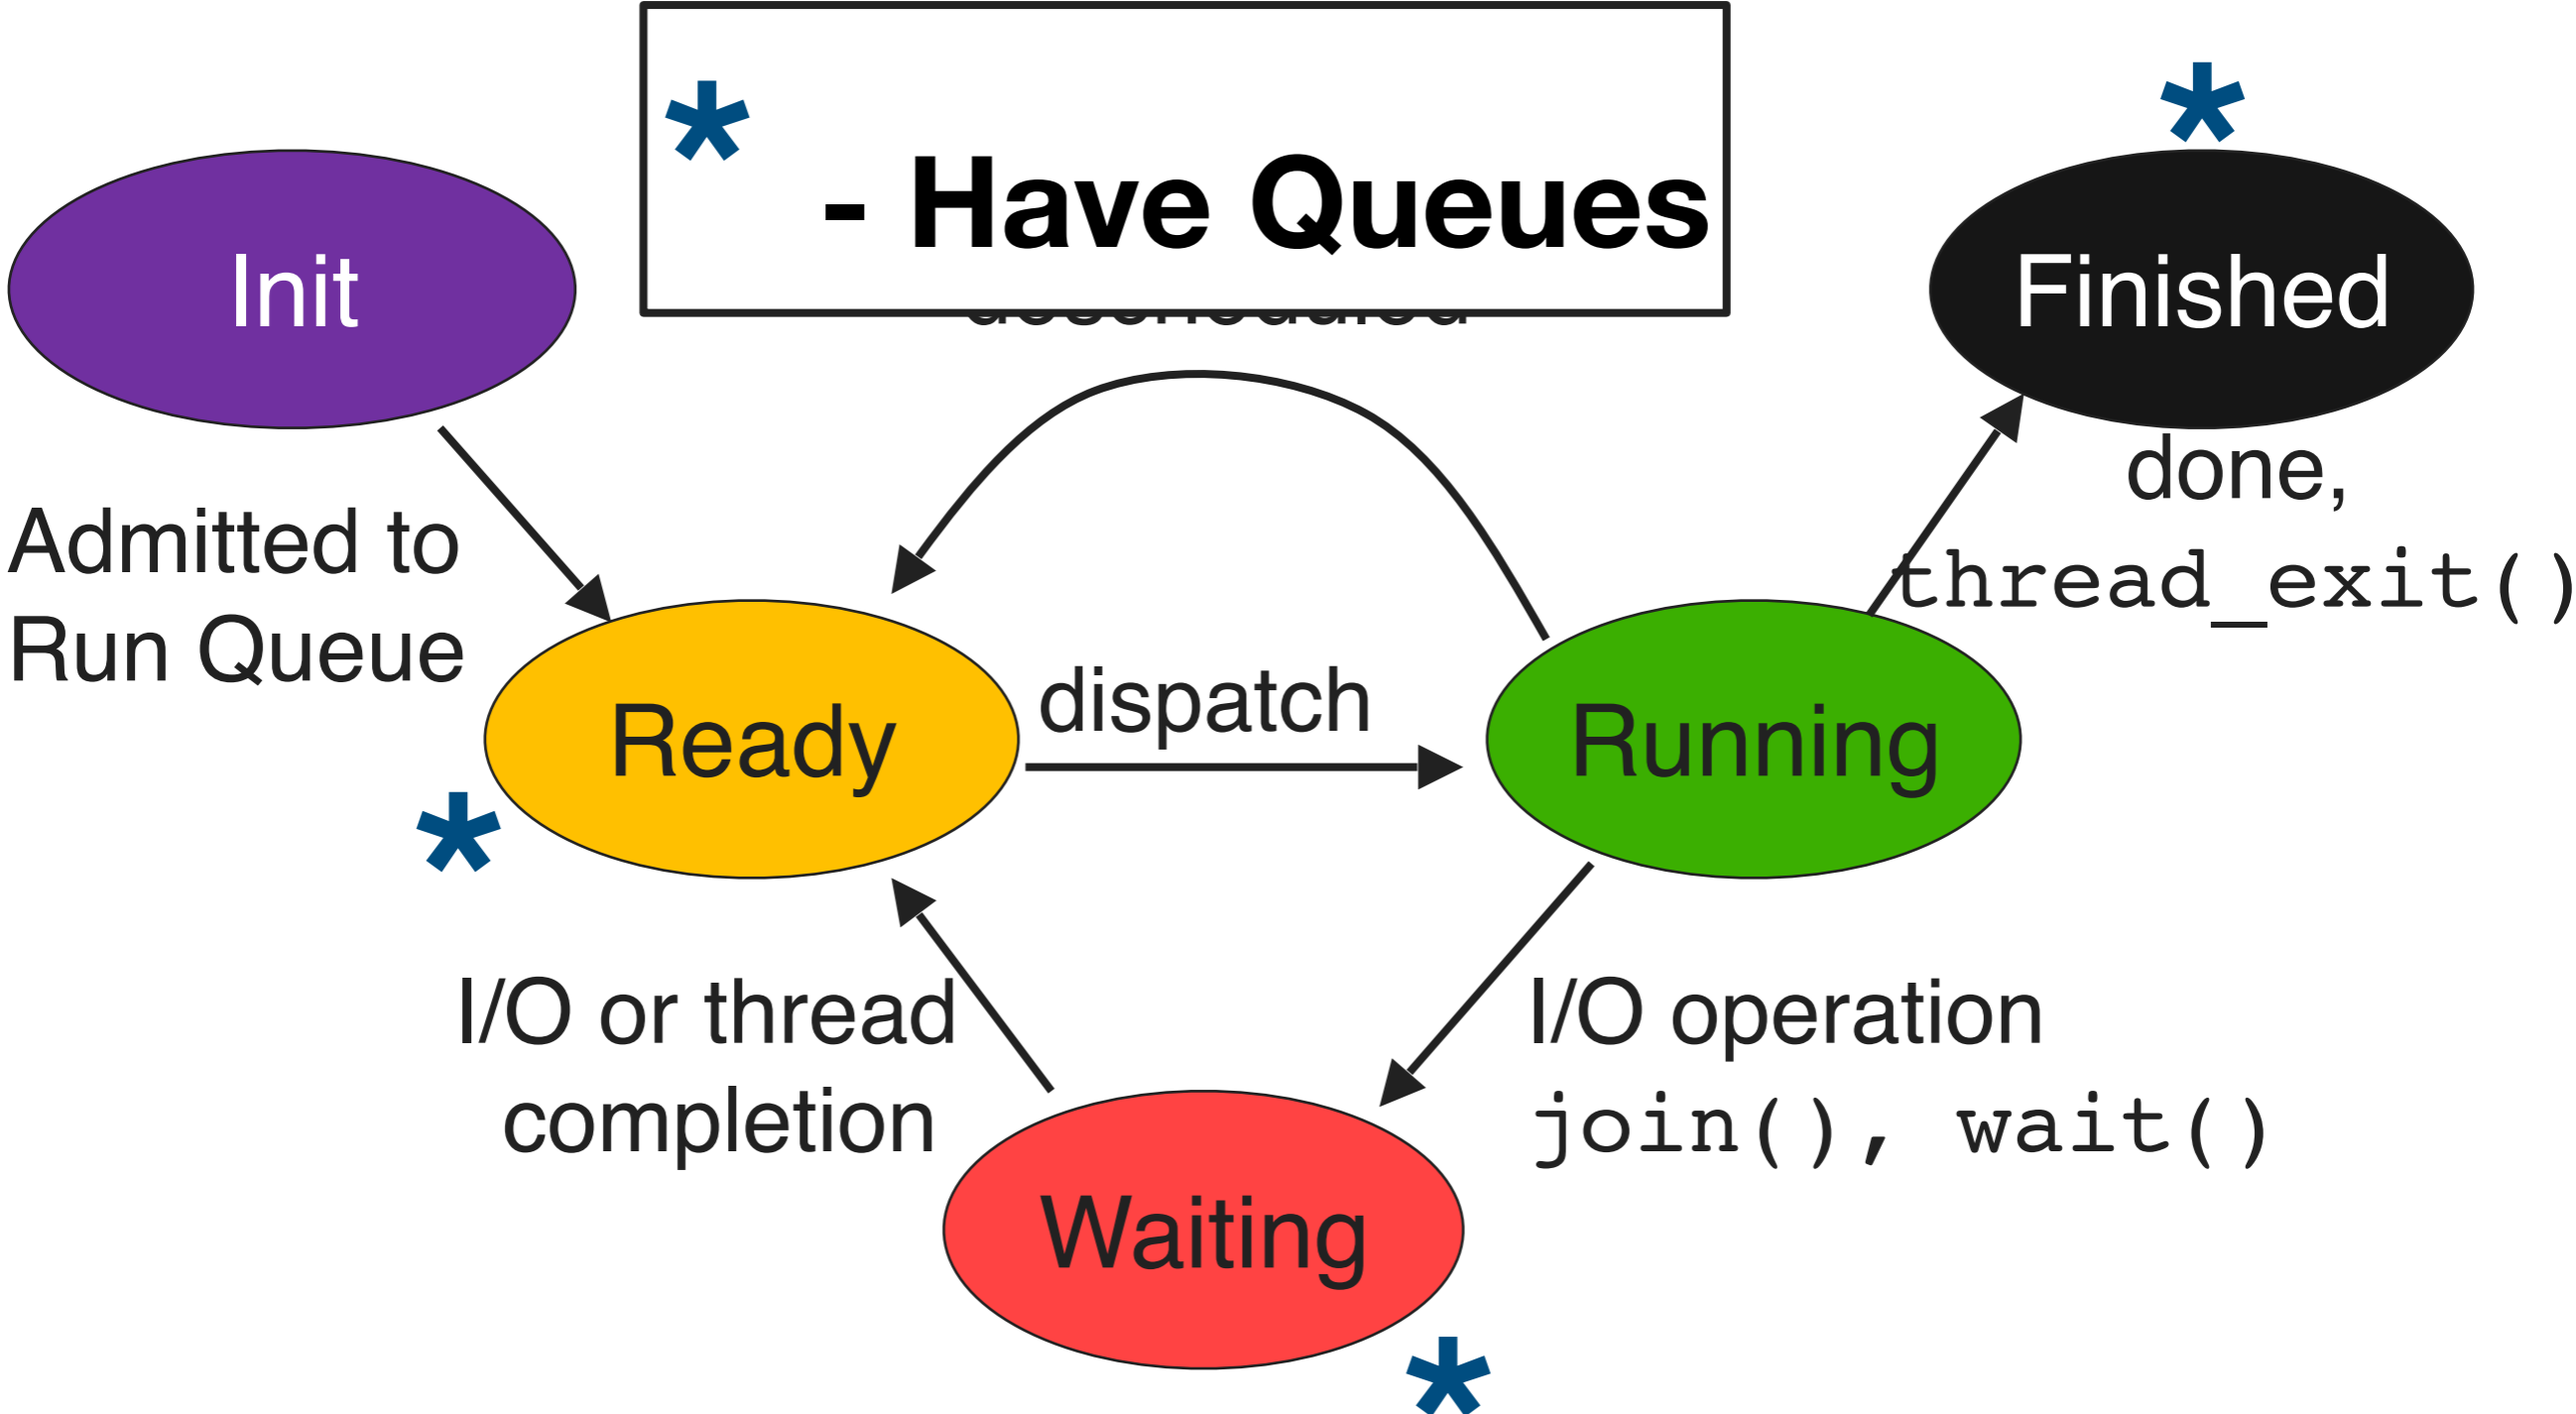 *
- Have Queues
*
Init
Finished
done,
thread_exit()
Admitted to
Run Queue
dispatch
Ready
Running
*
I/O or thread
completion
I/O operation
join(), wait()
Waiting
*